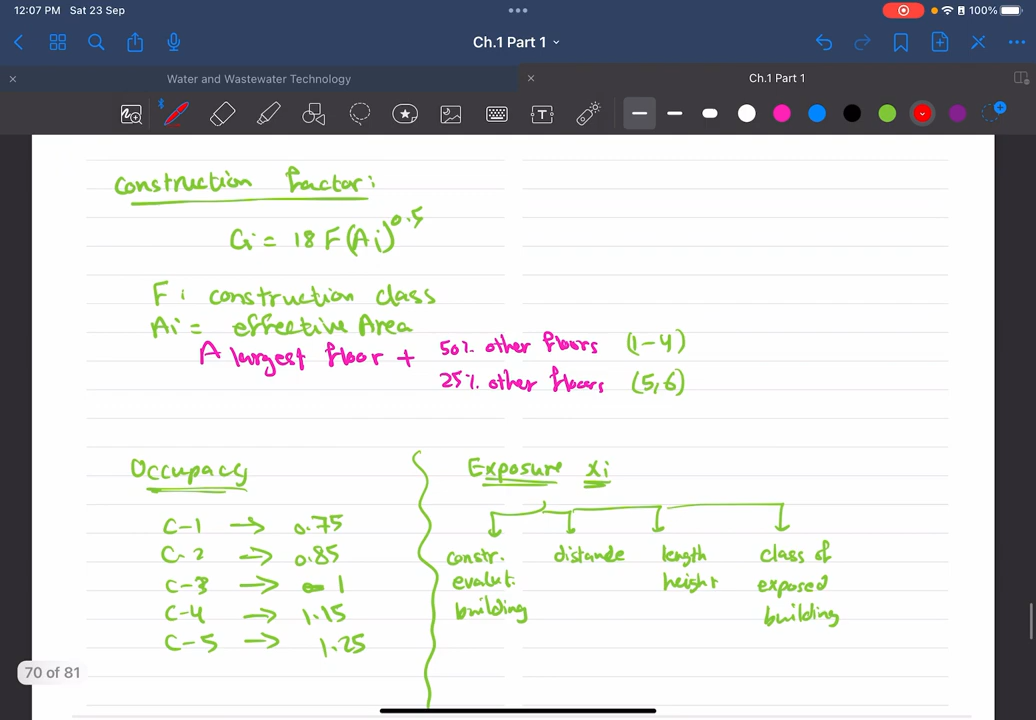 12:07 PM Sat 23 Sep
100%
Ch.1 Part 1
Water and Wastewater Technology
Ch.1 Part 1
Construction factor:
Ci = 18 F(Ai)^0.5
F: construction class
Ai = effective Area
A largest floor + 50% other floors (1-4)
25% other floors (5,6)
Occupacy
C-1 → 0.75
C-2 → 0.85
C-3 → 1
C-4 → 1.15
C-5 → 1.25
Exposure xi
constr. evalut. building
distande
length height
class of exposed building
70 of 81